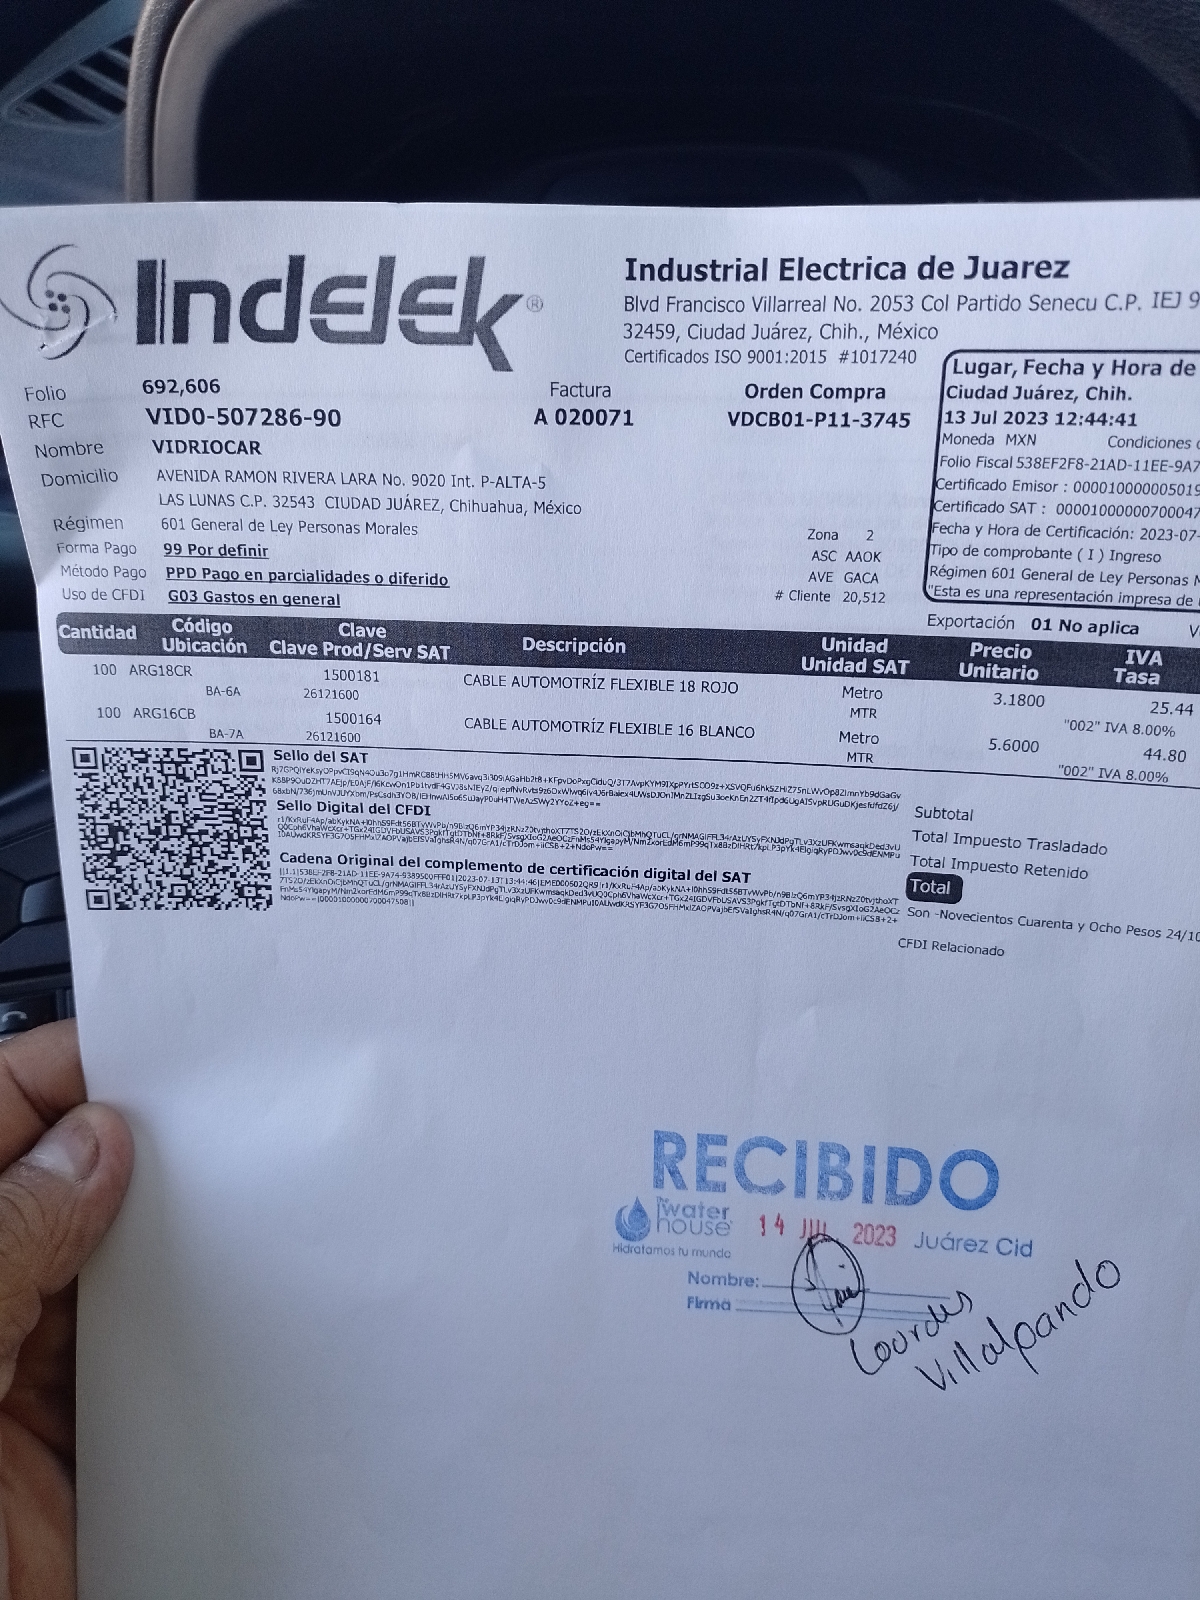 Indelek®
Industrial Electrica de Juarez
Blvd Francisco Villarreal No. 2053 Col Partido Senecu C.P. IEJ 9
32459, Ciudad Juárez, Chih., México
Certificados ISO 9001:2015 #1017240
Folio 692,606 Factura Orden Compra
RFC VID0-507286-90 A 020071 VDCB01-P11-3745
Nombre VIDRIOCAR
Domicilio AVENIDA RAMON RIVERA LARA No. 9020 Int. P-ALTA-5
LAS LUNAS C.P. 32543 CIUDAD JUÁREZ, Chihuahua, México
Régimen 601 General de Ley Personas Morales
Forma Pago 99 Por definir
Método Pago PPD Pago en parcialidades o diferido
Uso de CFDI G03 Gastos en general
Zona 2
ASC AAOK
AVE GACA
# Cliente 20,512
Lugar, Fecha y Hora de
Ciudad Juárez, Chih.
13 Jul 2023 12:44:41
Moneda MXN Condiciones
Folio Fiscal 538EF2F8-21AD-11EE-9A7
Certificado Emisor : 000010000005019
Certificado SAT : 00001000000700047
Fecha y Hora de Certificación: 2023-07-
Tipo de comprobante ( I ) Ingreso
Régimen 601 General de Ley Personas M
"Esta es una representación impresa de
Exportación 01 No aplica V
Cantidad Código Ubicación Clave Clave Prod/Serv SAT Descripción Unidad Unidad SAT Precio Unitario IVA Tasa
100 ARG18CR 1500181 CABLE AUTOMOTRÍZ FLEXIBLE 18 ROJO Metro 3.1800 25.44
BA-6A 26121600 MTR "002" IVA 8.00%
100 ARG16CB 1500164 CABLE AUTOMOTRÍZ FLEXIBLE 16 BLANCO Metro 5.6000 44.80
BA-7A 26121600 MTR "002" IVA 8.00%
Sello del SAT
Sello Digital del CFDI
Cadena Original del complemento de certificación digital del SAT
Subtotal
Total Impuesto Trasladado
Total Impuesto Retenido
Total
Son -Novecientos Cuarenta y Ocho Pesos 24/10
CFDI Relacionado
RECIBIDO
The water house
Hidratamos tu mundo
14 JUL 2023 Juárez Cid
Nombre:
Firma
Lourdes
Villalpando